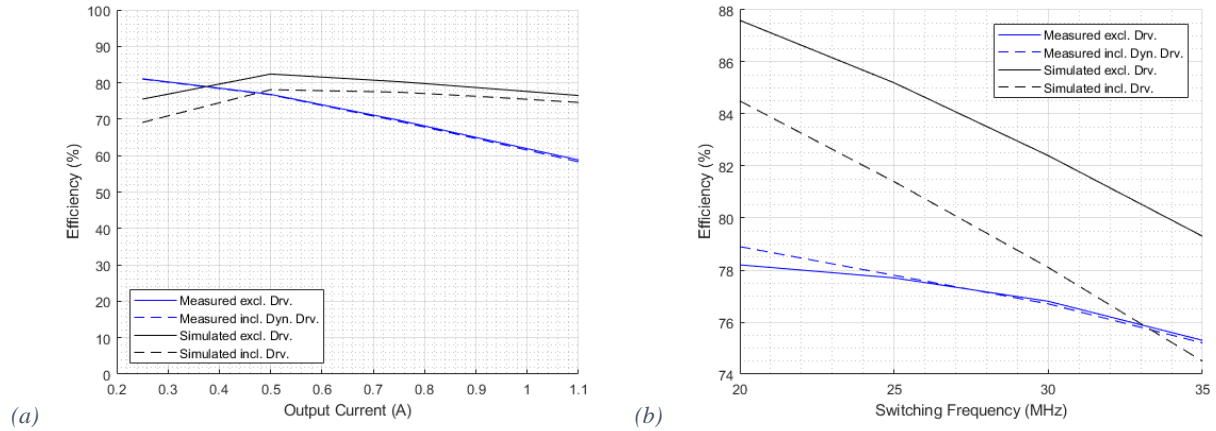 100
90
80
70
60
50
40
30
20
10
0
Efficiency (%)
Measured excl. Drv.
Measured incl. Dyn. Drv.
Simulated excl. Drv.
Simulated incl. Drv.
0.2 0.3 0.4 0.5 0.6 0.7 0.8 0.9 1 1.1
Output Current (A)
(a)
88
86
84
82
80
78
76
74
Efficiency (%)
Measured excl. Drv.
Measured incl. Dyn. Drv.
Simulated excl. Drv.
Simulated incl. Drv.
20 25 30 35
Switching Frequency (MHz)
(b)